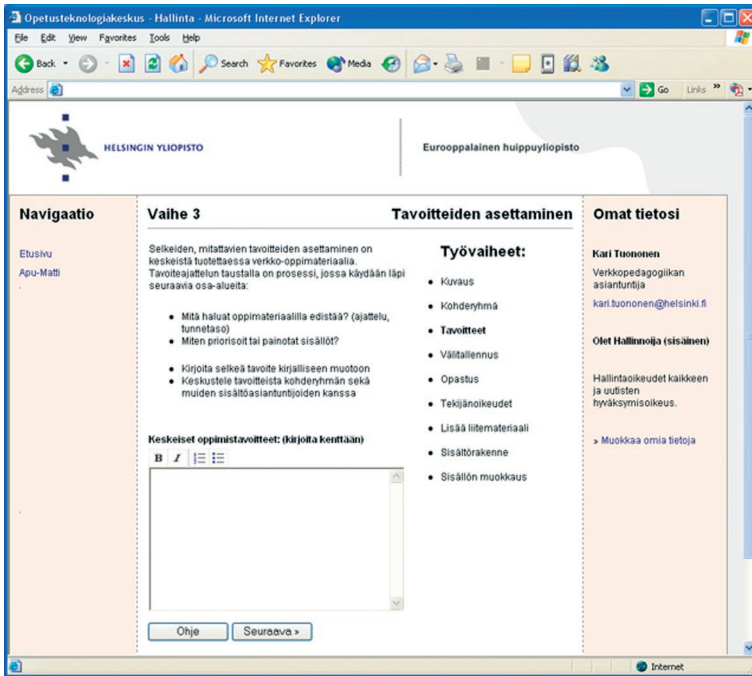 Opetusteknologiakeskus - Hallinta - Microsoft Internet Explorer
File Edit View Favorites Tools Help
Back Search Favorites Media
Address Go Links »
HELSINGIN YLIOPISTO
Eurooppalainen huippuyliopisto
Navigaatio
Etusivu
Apu-Matti
Vaihe 3 Tavoitteiden asettaminen
Selkeiden, mitattavien tavoitteiden asettaminen on
keskeistä tuotettaessa verkko-oppimateriaalia.
Tavoiteajattelun taustalla on prosessi, jossa käydään läpi
seuraavia osa-alueita:
• Mitä haluat oppimateriaalilla edistää? (ajattelu,
tunnetaso)
• Miten priorisoit tai painotat sisällöt?
• Kirjoita selkeä tavoite kirjalliseen muotoon
• Keskustele tavoitteista kohderyhmän sekä
muiden sisältöasiantuntijoiden kanssa
Keskeiset oppimistavoitteet: (kirjoita kenttään)
B I
Ohje Seuraava »
Työvaiheet:
• Kuvaus
• Kohderyhmä
• Tavoitteet
• Välitallennus
• Opastus
• Tekijänoikeudet
• Lisää liitemateriaali
• Sisältörakenne
• Sisällön muokkaus
Omat tietosi
Kari Tuononen
Verkkopedagogiikan
asiantuntija
kari.tuononen@helsinki.fi
Olet Hallinnoija (sisäinen)
Hallintaoikeudet kaikkeen
ja uutisten
hyväksymisoikeus.
» Muokkaa omia tietoja
Internet